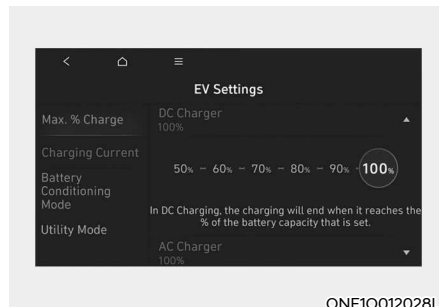 EV Settings
Max. % Charge
Charging Current
Battery
Conditioning
Mode
Utility Mode
DC Charger
100%
50% ~ 60% ~ 70% ~ 80% ~ 90% ~ 100%
In DC Charging, the charging will end when it reaches the
% of the battery capacity that is set.
AC Charger
100%
ONE1Q012028L